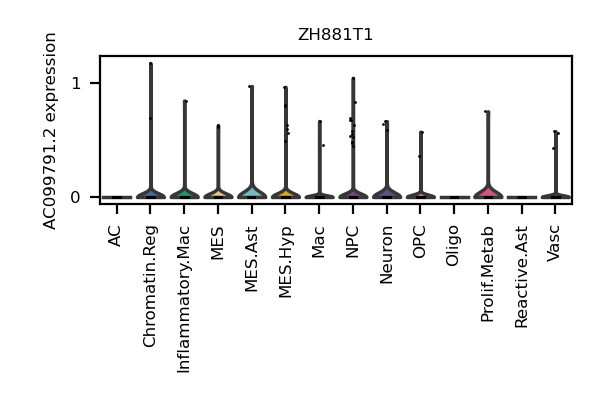 ZH881T1
AC099791.2 expression
1
0
AC
Chromatin.Reg
Inflammatory.Mac
MES
MES.Ast
MES.Hyp
Mac
NPC
Neuron
OPC
Oligo
Prolif.Metab
Reactive.Ast
Vasc